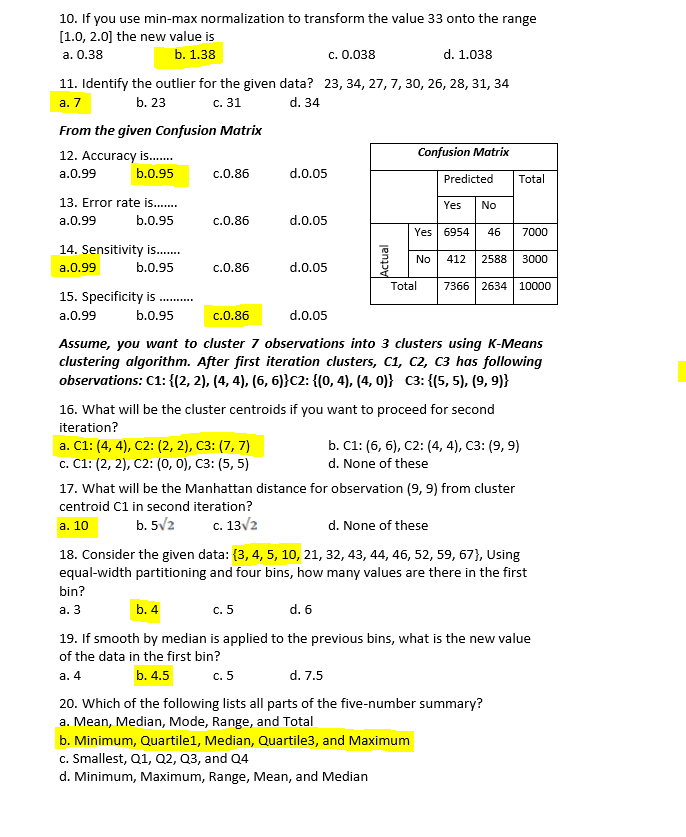 10. If you use min-max normalization to transform the value 33 onto the range
[1.0, 2.0] the new value is
a. 0.38 b. 1.38 c. 0.038 d. 1.038
11. Identify the outlier for the given data? 23, 34, 27, 7, 30, 26, 28, 31, 34
a. 7 b. 23 c. 31 d. 34
From the given Confusion Matrix
12. Accuracy is.......
a.0.99 b.0.95 c.0.86 d.0.05
13. Error rate is.......
a.0.99 b.0.95 c.0.86 d.0.05
14. Sensitivity is.......
a.0.99 b.0.95 c.0.86 d.0.05
15. Specificity is ..........
a.0.99 b.0.95 c.0.86 d.0.05
Confusion Matrix
Predicted Total
Yes No
Actual
Yes 6954 46 7000
No 412 2588 3000
Total 7366 2634 10000
Assume, you want to cluster 7 observations into 3 clusters using K-Means
clustering algorithm. After first iteration clusters, C1, C2, C3 has following
observations: C1: {(2, 2), (4, 4), (6, 6)}C2: {(0, 4), (4, 0)} C3: {(5, 5), (9, 9)}
16. What will be the cluster centroids if you want to proceed for second
iteration?
a. C1: (4, 4), C2: (2, 2), C3: (7, 7) b. C1: (6, 6), C2: (4, 4), C3: (9, 9)
c. C1: (2, 2), C2: (0, 0), C3: (5, 5) d. None of these
17. What will be the Manhattan distance for observation (9, 9) from cluster
centroid C1 in second iteration?
a. 10 b. 5√2 c. 13√2 d. None of these
18. Consider the given data: {3, 4, 5, 10, 21, 32, 43, 44, 46, 52, 59, 67}, Using
equal-width partitioning and four bins, how many values are there in the first
bin?
a. 3 b. 4 c. 5 d. 6
19. If smooth by median is applied to the previous bins, what is the new value
of the data in the first bin?
a. 4 b. 4.5 c. 5 d. 7.5
20. Which of the following lists all parts of the five-number summary?
a. Mean, Median, Mode, Range, and Total
b. Minimum, Quartile1, Median, Quartile3, and Maximum
c. Smallest, Q1, Q2, Q3, and Q4
d. Minimum, Maximum, Range, Mean, and Median